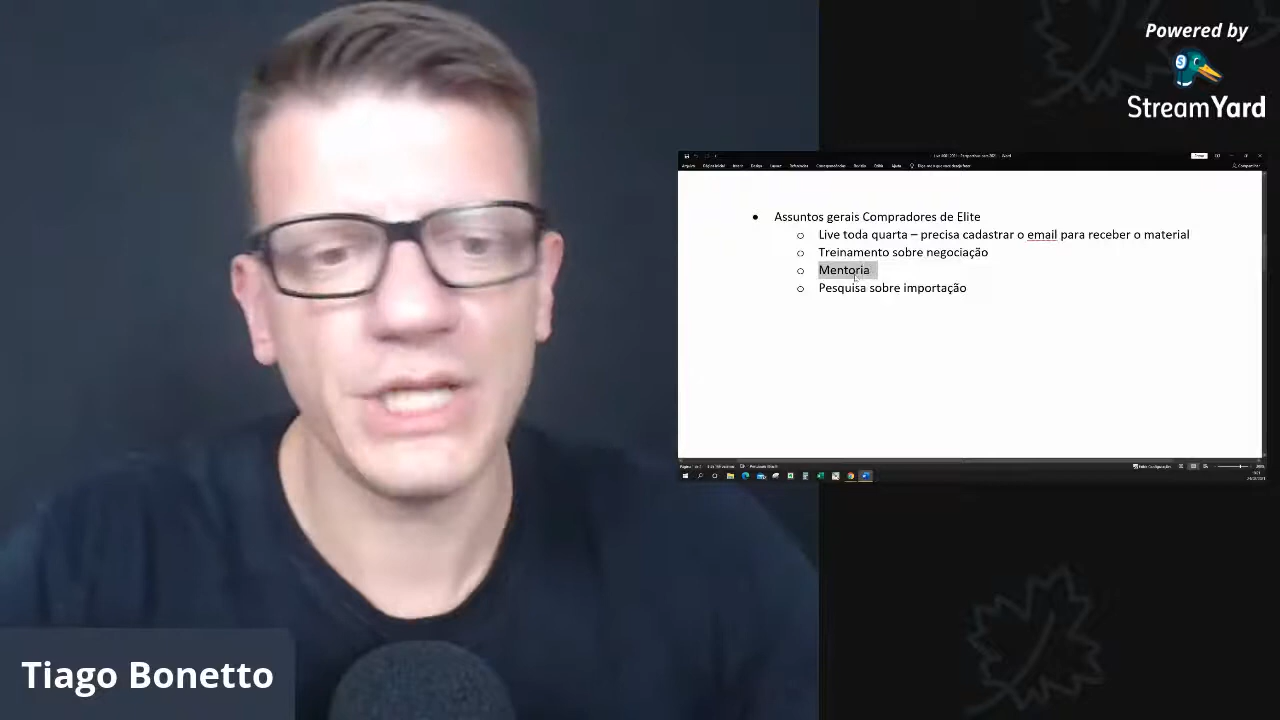 Powered by
StreamYard
Assuntos gerais Compradores de Elite
Live toda quarta – precisa cadastrar o email para receber o material
Treinamento sobre negociação
Mentoria
Pesquisa sobre importação
Tiago Bonetto